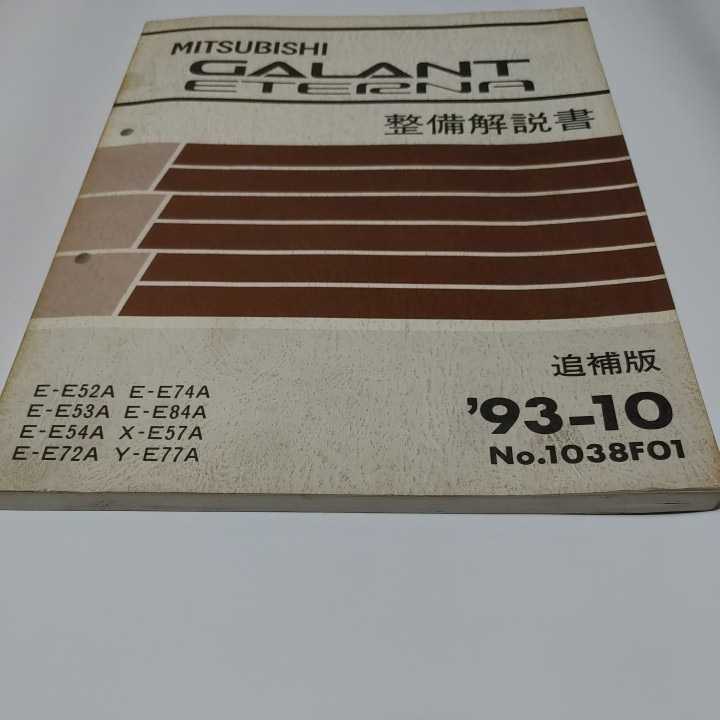 MITSUBISHI
GALANT
ETERNA
整備解説書
追補版
E-E52A E-E74A
E-E53A E-E84A
E-E54A X-E57A
E-E72A Y-E77A
'93-10
No.1038F01